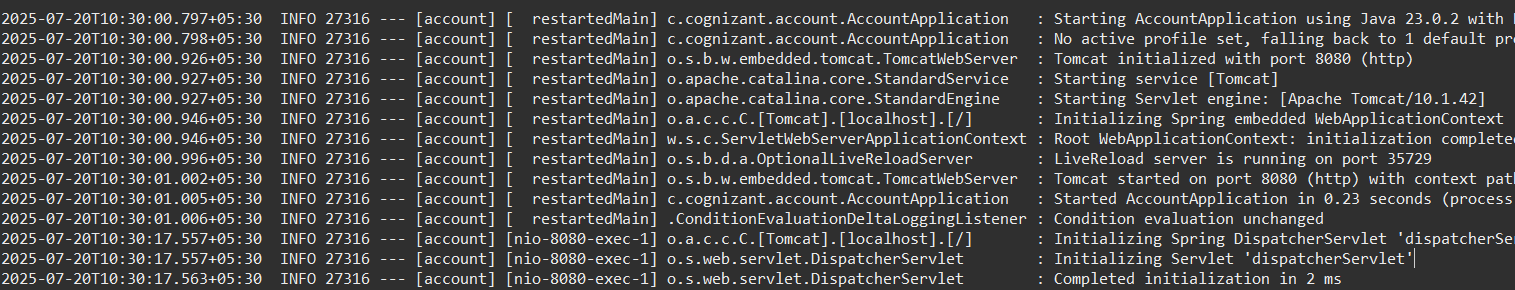 2025-07-20T10:30:00.797+05:30  INFO 27316 --- [account] [  restartedMain] c.cognizant.account.AccountApplication   : Starting AccountApplication using Java 23.0.2 with
2025-07-20T10:30:00.798+05:30  INFO 27316 --- [account] [  restartedMain] c.cognizant.account.AccountApplication   : No active profile set, falling back to 1 default
2025-07-20T10:30:00.926+05:30  INFO 27316 --- [account] [  restartedMain] o.s.b.w.embedded.tomcat.TomcatWebServer  : Tomcat initialized with port 8080 (http)
2025-07-20T10:30:00.927+05:30  INFO 27316 --- [account] [  restartedMain] o.apache.catalina.core.StandardService   : Starting service [Tomcat]
2025-07-20T10:30:00.927+05:30  INFO 27316 --- [account] [  restartedMain] o.apache.catalina.core.StandardEngine    : Starting Servlet engine: [Apache Tomcat/10.1.42]
2025-07-20T10:30:00.946+05:30  INFO 27316 --- [account] [  restartedMain] o.a.c.c.C.[Tomcat].[localhost].[/]       : Initializing Spring embedded WebApplicationContext
2025-07-20T10:30:00.946+05:30  INFO 27316 --- [account] [  restartedMain] w.s.c.ServletWebServerApplicationContext : Root WebApplicationContext: initialization completed
2025-07-20T10:30:00.996+05:30  INFO 27316 --- [account] [  restartedMain] o.s.b.d.a.OptionalLiveReloadServer       : LiveReload server is running on port 35729
2025-07-20T10:30:01.002+05:30  INFO 27316 --- [account] [  restartedMain] o.s.b.w.embedded.tomcat.TomcatWebServer  : Tomcat started on port 8080 (http) with context pat
2025-07-20T10:30:01.005+05:30  INFO 27316 --- [account] [  restartedMain] c.cognizant.account.AccountApplication   : Started AccountApplication in 0.23 seconds (process
2025-07-20T10:30:01.006+05:30  INFO 27316 --- [account] [  restartedMain] .ConditionEvaluationDeltaLoggingListener : Condition evaluation unchanged
2025-07-20T10:30:17.557+05:30  INFO 27316 --- [account] [nio-8080-exec-1] o.a.c.c.C.[Tomcat].[localhost].[/]       : Initializing Spring DispatcherServlet 'dispatcherSe
2025-07-20T10:30:17.557+05:30  INFO 27316 --- [account] [nio-8080-exec-1] o.s.web.servlet.DispatcherServlet        : Initializing Servlet 'dispatcherServlet'
2025-07-20T10:30:17.563+05:30  INFO 27316 --- [account] [nio-8080-exec-1] o.s.web.servlet.DispatcherServlet        : Completed initialization in 2 ms